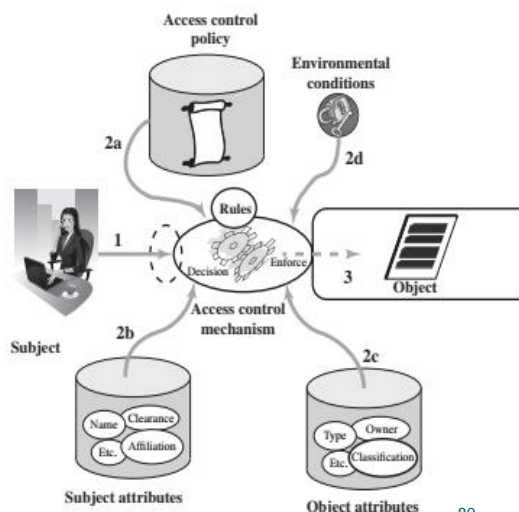 Access control
policy
Environmental
conditions
2a
2d
Rules
1
Decision
Enforce
3
Object
Access control
mechanism
Subject
2b
2c
Name
Clearance
Etc.
Affiliation
Type
Owner
Etc.
Classification
Subject attributes
Object attributes
80